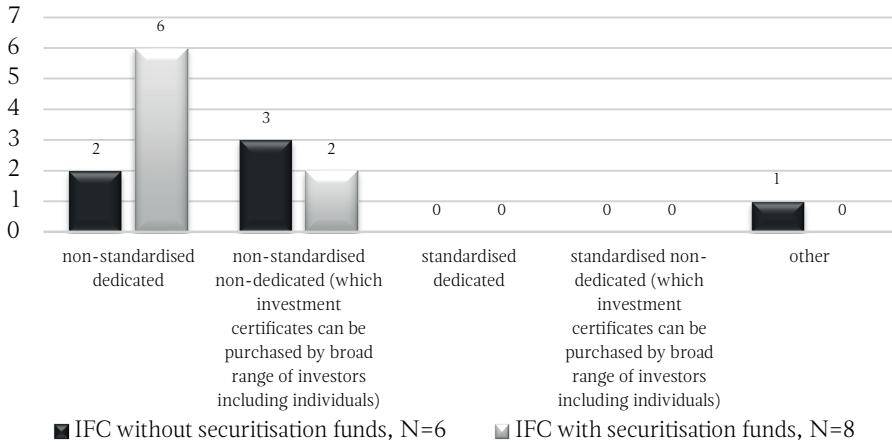 7
6
5
4
3
2
1
0
2
6
3
2
0
0
0
0
1
0
non-standardised
dedicated
non-standardised
non-dedicated (which
investment
certificates can be
purchased by broad
range of investors
including individuals)
standardised
dedicated
standardised non-
dedicated (which
investment
certificates can be
purchased by broad
range of investors
including individuals)
other
IFC without securitisation funds, N=6
IFC with securitisation funds, N=8